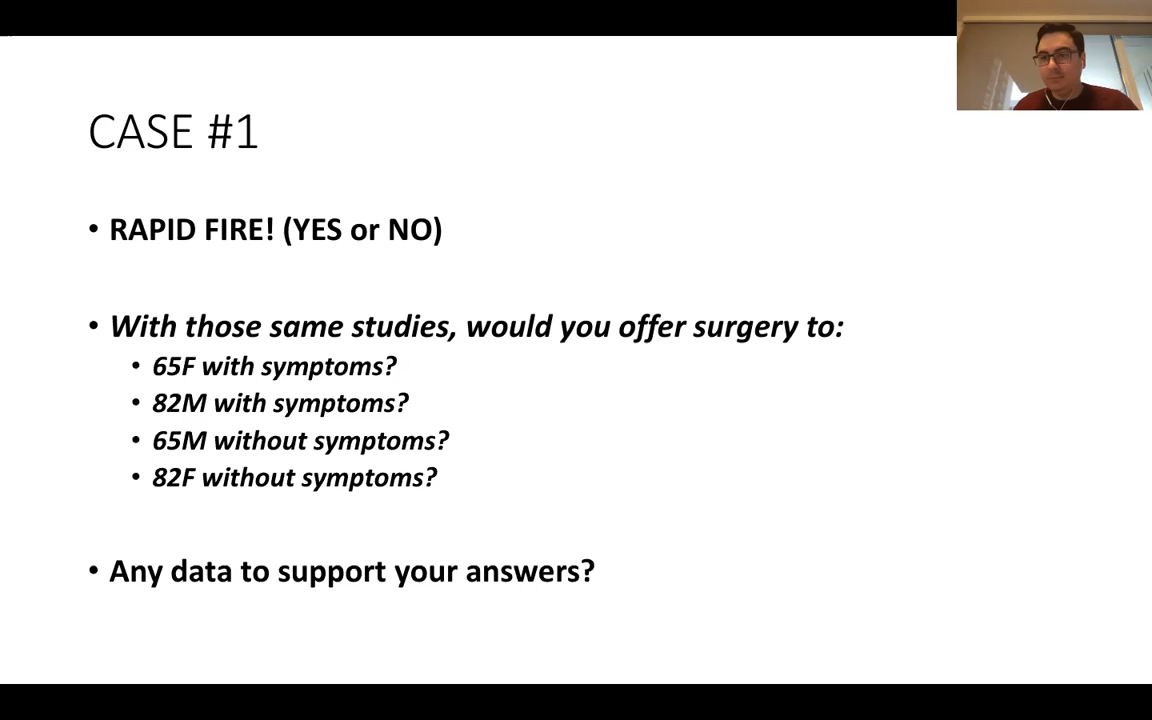 CASE #1
• RAPID FIRE! (YES or NO)
• With those same studies, would you offer surgery to:
• 65F with symptoms?
• 82M with symptoms?
• 65M without symptoms?
• 82F without symptoms?
• Any data to support your answers?